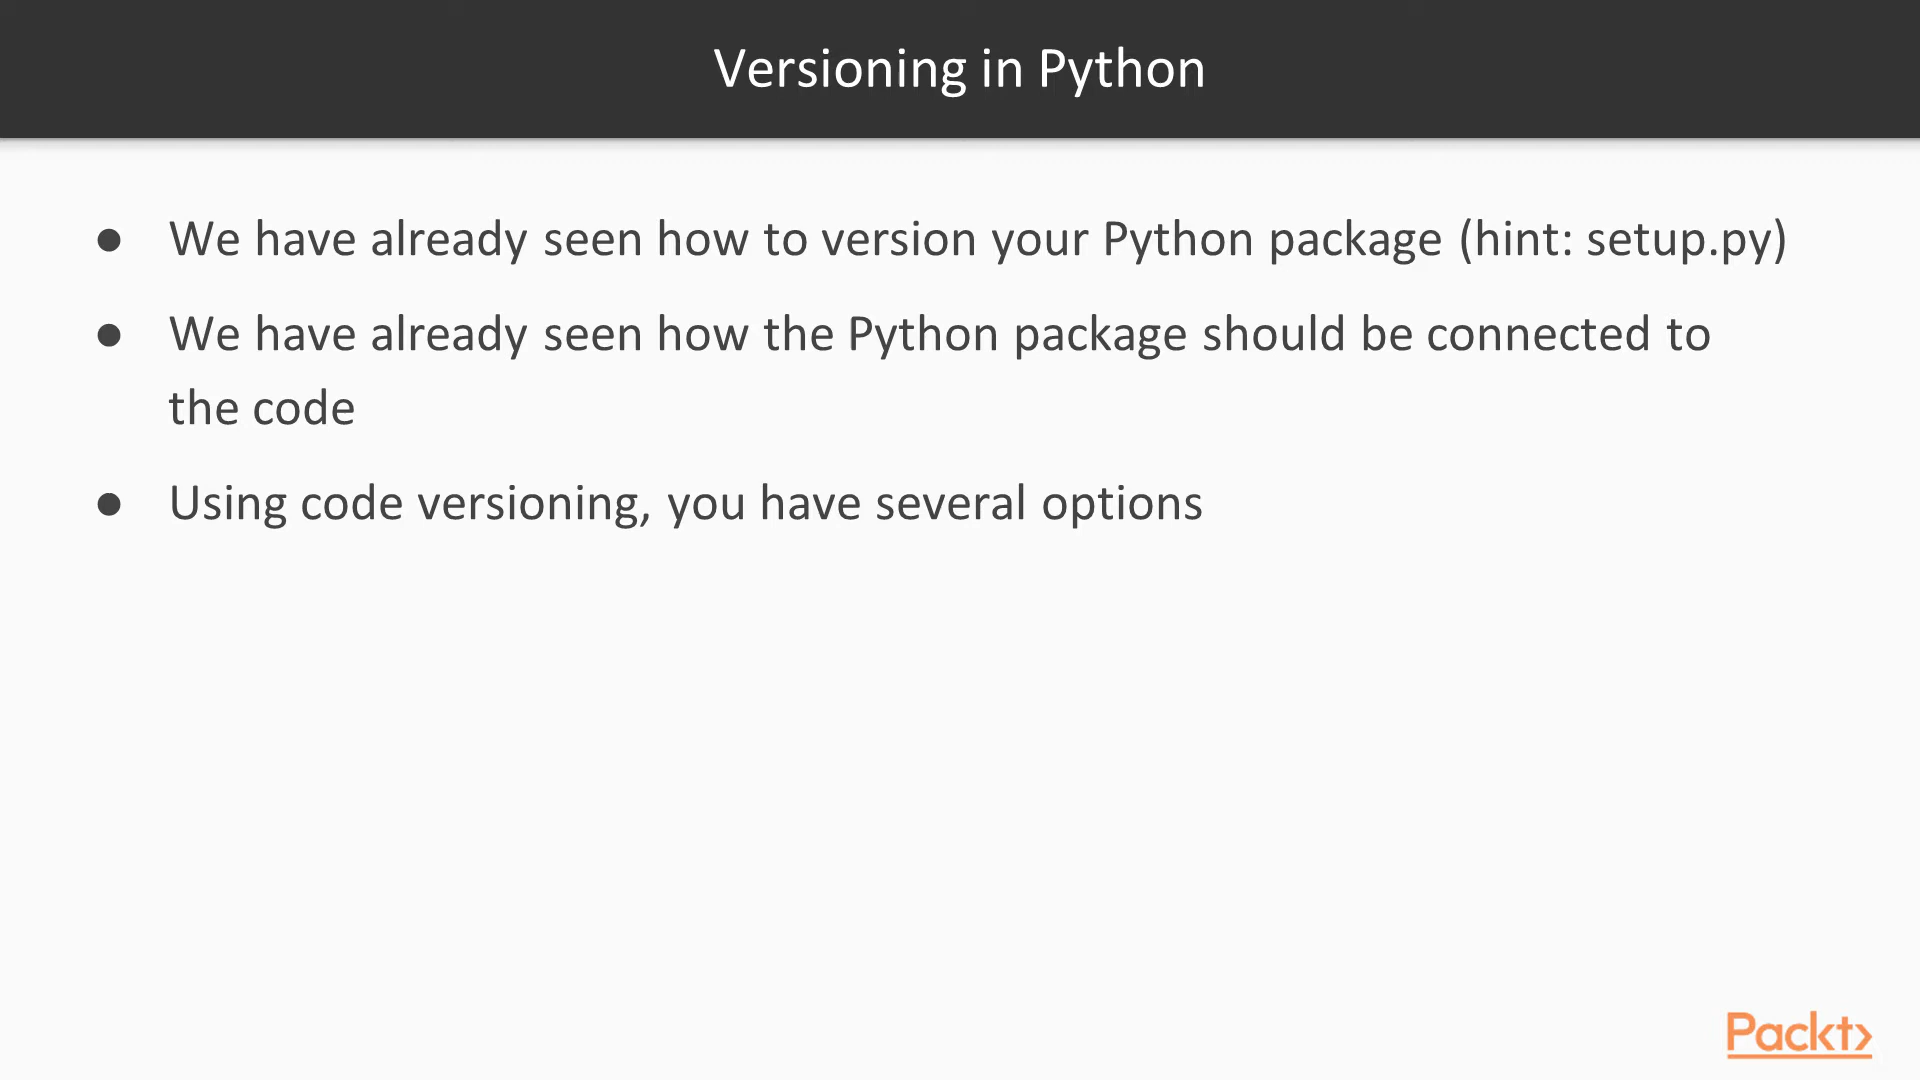 Versioning in Python
● We have already seen how to version your Python package (hint: setup.py)
● We have already seen how the Python package should be connected to
the code
● Using code versioning, you have several options
Packt>